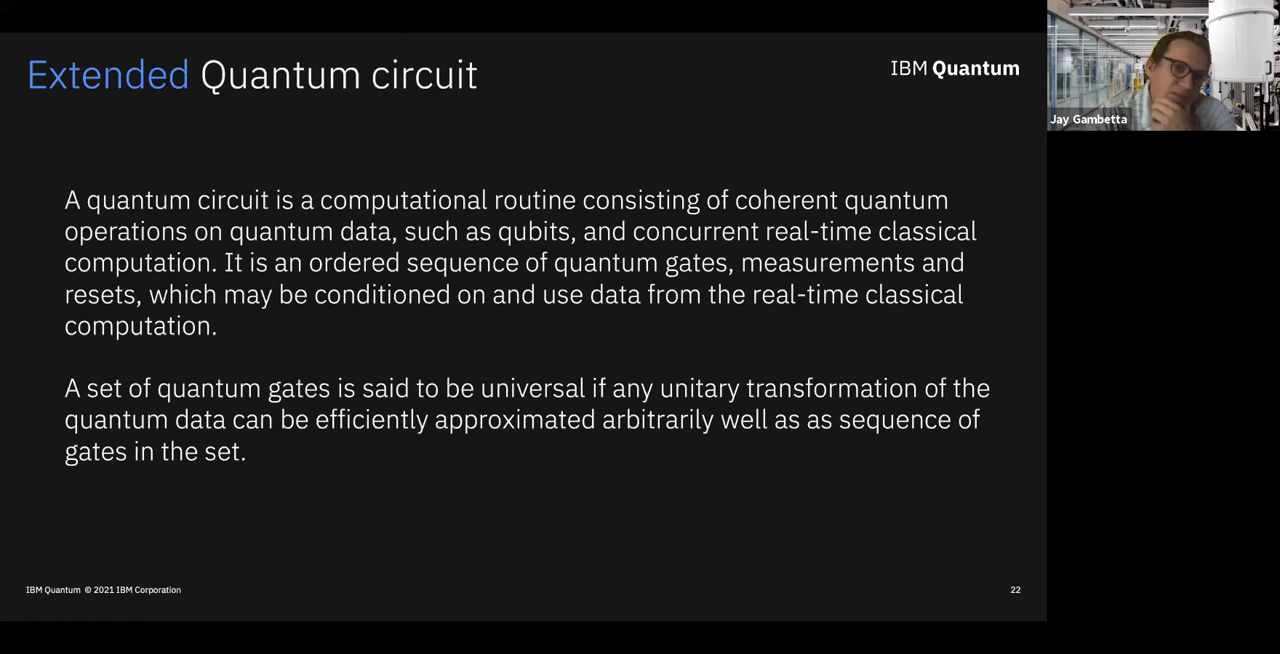 Extended Quantum circuit
IBM Quantum
Jay Gambetta
A quantum circuit is a computational routine consisting of coherent quantum
operations on quantum data, such as qubits, and concurrent real-time classical
computation. It is an ordered sequence of quantum gates, measurements and
resets, which may be conditioned on and use data from the real-time classical
computation.
A set of quantum gates is said to be universal if any unitary transformation of the
quantum data can be efficiently approximated arbitrarily well as as sequence of
gates in the set.
IBM Quantum © 2021 IBM Corporation
22